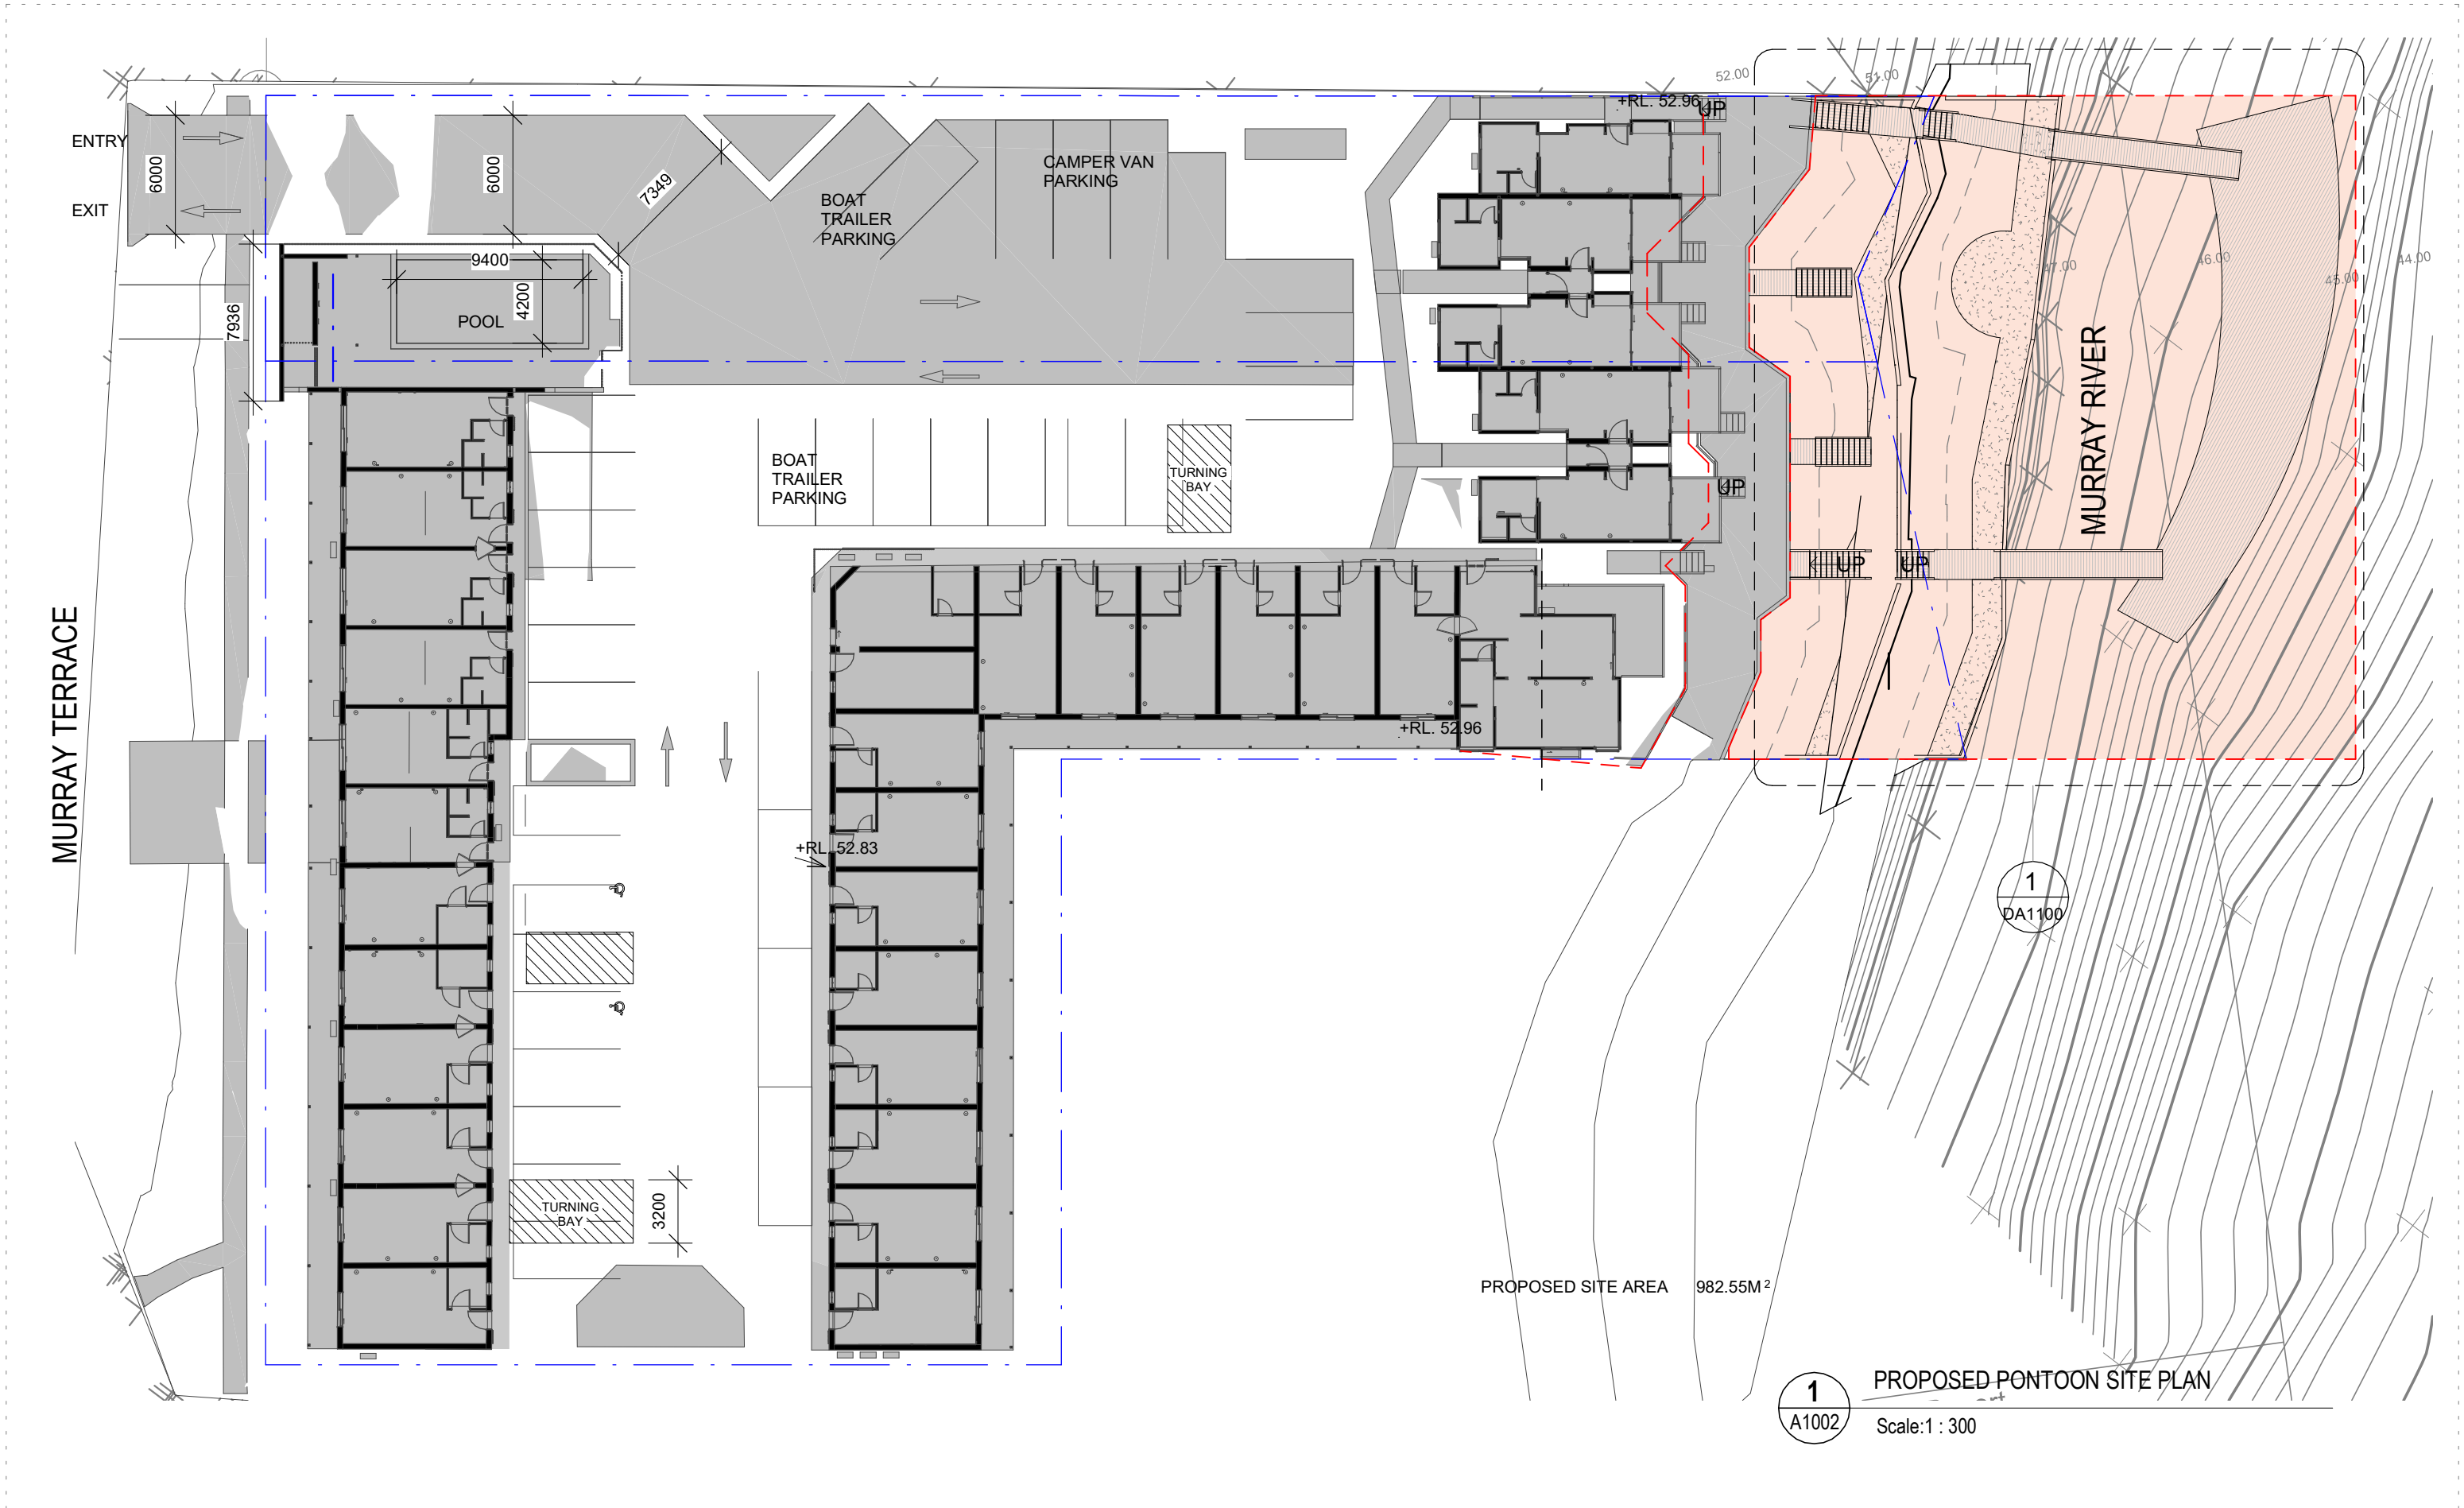 52.00
51.00
+RL. 52.96
UP
ENTRY
6000
6000
EXIT
7349
CAMPER VAN
PARKING
BOAT
TRAILER
PARKING
9400
4200
POOL
7936
47.00
46.00
45.00
44.00
MURRAY RIVER
BOAT
TRAILER
PARKING
TURNING
BAY
UP
UP
UP
MURRAY TERRACE
+RL. 52.96
+RL. 52.83
1
DA1100
TURNING
BAY
3200
PROPOSED SITE AREA 982.55M²
1
A1002
PROPOSED PONTOON SITE PLAN
Scale:1 : 300